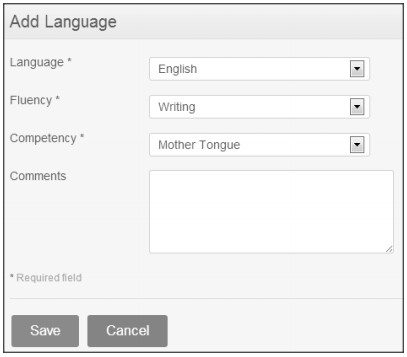 Add Language
Language * English
Fluency * Writing
Competency * Mother Tongue
Comments
* Required field
Save Cancel